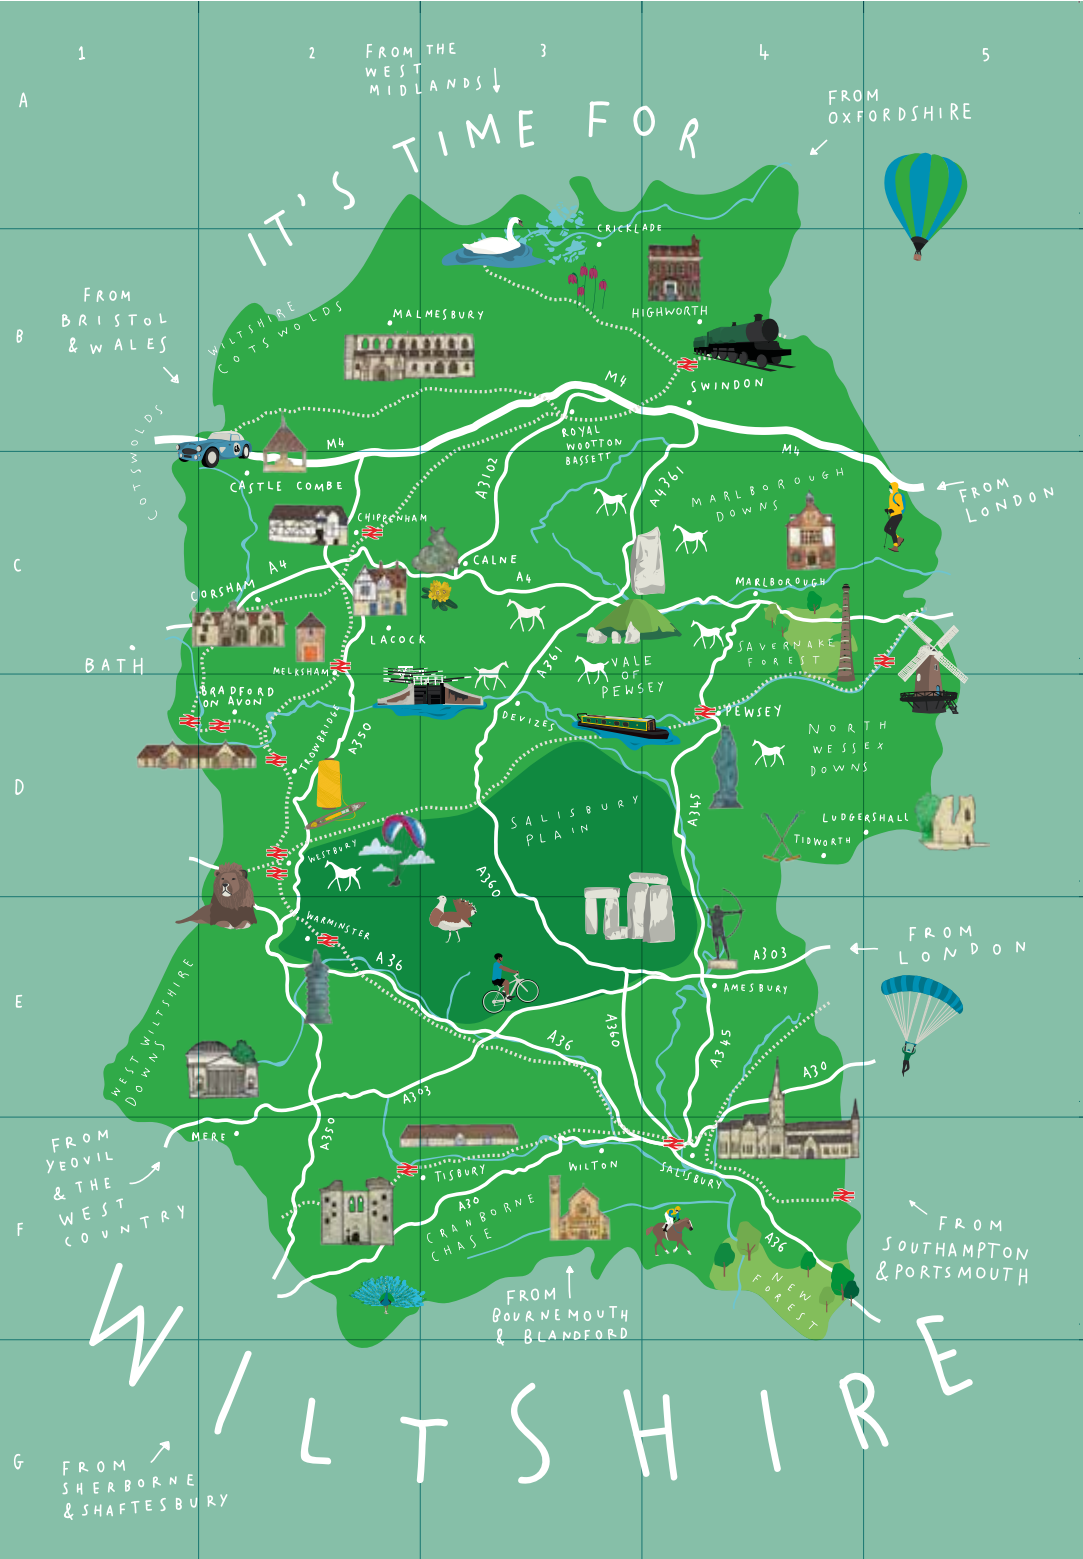 1
2
3
4
5
A
B
C
D
E
F
G
FROM THE
WEST
MIDLANDS
FROM
OXFORDSHIRE
IT'S TIME FOR
CRICKLADE
FROM
BRISTOL
& WALES
WILTSHIRE
COTSWOLDS
MALMESBURY
HIGHWORTH
SWINDON
M4
COTSWOLDS
M4
ROYAL
WOOTTON
BASSETT
M4
CASTLE COMBE
A3102
A4361
MARLBOROUGH
DOWNS
FROM
LONDON
CHIPPENHAM
CALNE
A4
A4
CORSHAM
MARLBOROUGH
LACOCK
BATH
MELKSHAM
A361
VALE
OF
PEWSEY
SAVERNAKE
FOREST
BRADFORD
ON AVON
DEVIZES
PEWSEY
TROWBRIDGE
A350
NORTH
WESSEX
DOWNS
SALISBURY
PLAIN
A345
LUDGERSHALL
TIDWORTH
WESTBURY
A360
WARMINSTER
A36
A303
FROM
LONDON
AMESBURY
WEST WILTSHIRE
DOWNS
A36
A360
A345
A30
A303
MERE
A350
FROM
YEOVIL
& THE
WEST
COUNTRY
TISBURY
WILTON
SALISBURY
A30
CRANBORNE
CHASE
A36
NEW
FOREST
FROM
SOUTHAMPTON
& PORTSMOUTH
FROM
BOURNEMOUTH
& BLANDFORD
WILTSHIRE
FROM
SHERBORNE
& SHAFTESBURY